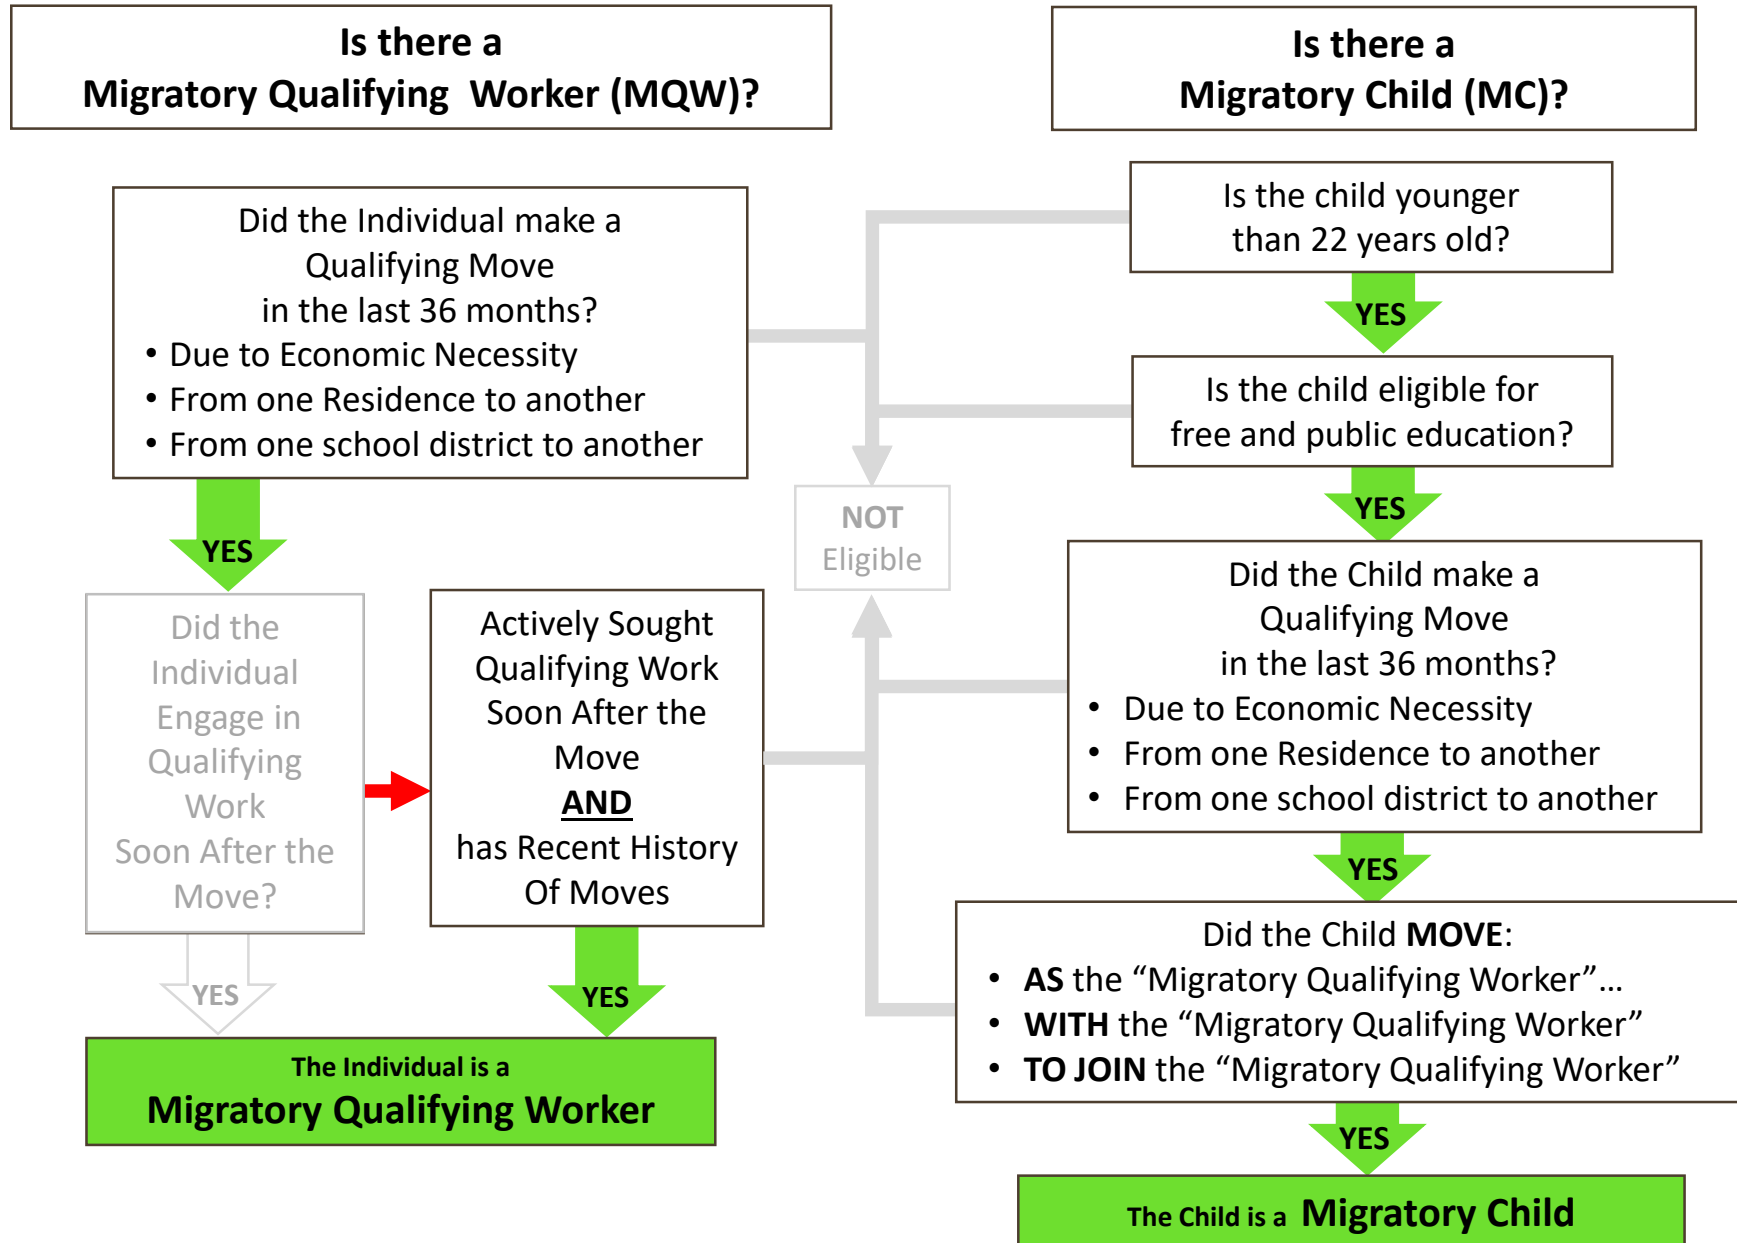 Is there a
Migratory Qualifying Worker (MQW)?
Did the Individual make a
Qualifying Move
in the last 36 months?
• Due to Economic Necessity
• From one Residence to another
• From one school district to another
YES
Did the
Individual
Engage in
Qualifying
Work
Soon After the
Move?
YES
Actively Sought
Qualifying Work
Soon After the
Move
AND
has Recent History
Of Moves
YES
The Individual is a
Migratory Qualifying Worker
NOT
Eligible
Is there a
Migratory Child (MC)?
Is the child younger
than 22 years old?
YES
Is the child eligible for
free and public education?
YES
Did the Child make a
Qualifying Move
in the last 36 months?
• Due to Economic Necessity
• From one Residence to another
• From one school district to another
YES
Did the Child MOVE:
• AS the “Migratory Qualifying Worker”…
• WITH the “Migratory Qualifying Worker”
• TO JOIN the “Migratory Qualifying Worker”
YES
The Child is a Migratory Child